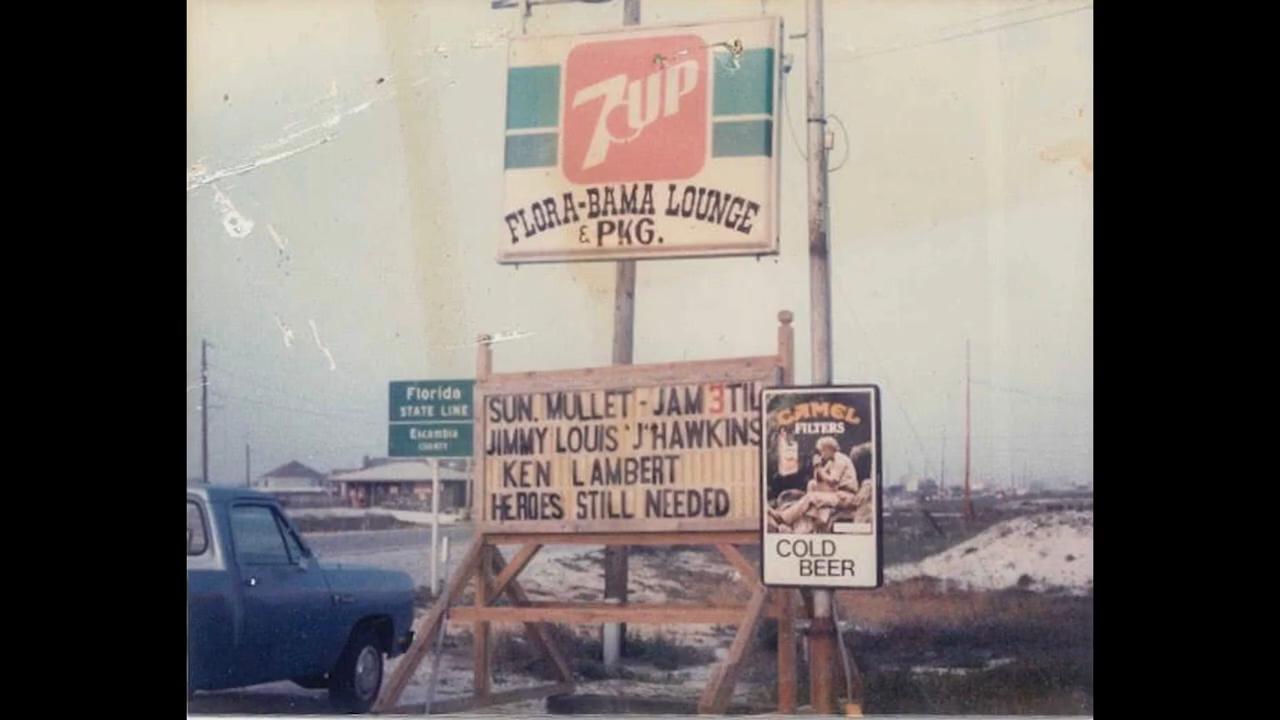 7UP
FLORA-BAMA LOUNGE
& PKG.
Florida
STATE LINE
Escambia
COUNTY
SUN. MULLET - JAM 3 TIL
JIMMY LOUIS "J" HAWKINS
KEN LAMBERT
HEROES STILL NEEDED
CAMEL
FILTERS
COLD
BEER